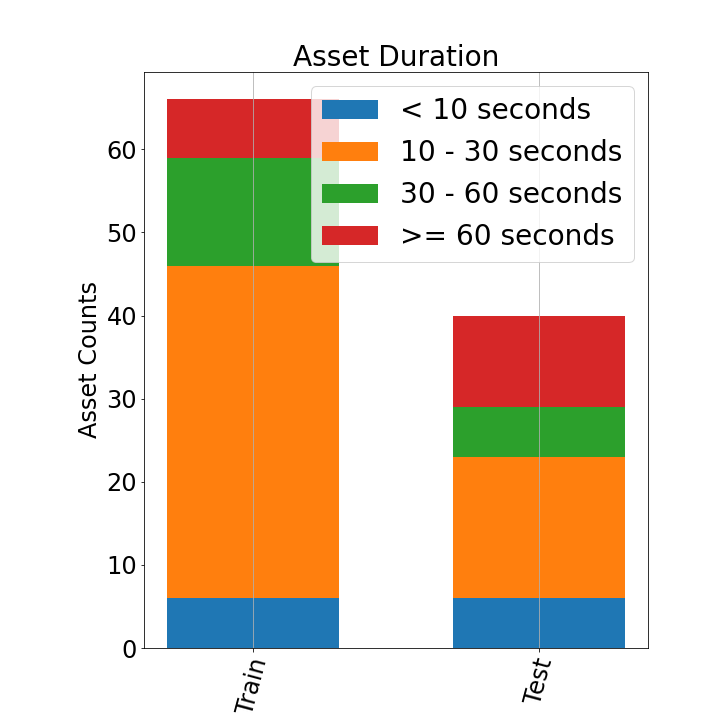 Asset Duration
< 10 seconds
10 - 30 seconds
30 - 60 seconds
>= 60 seconds
Asset Counts
60
50
40
30
20
10
0
Train
Test